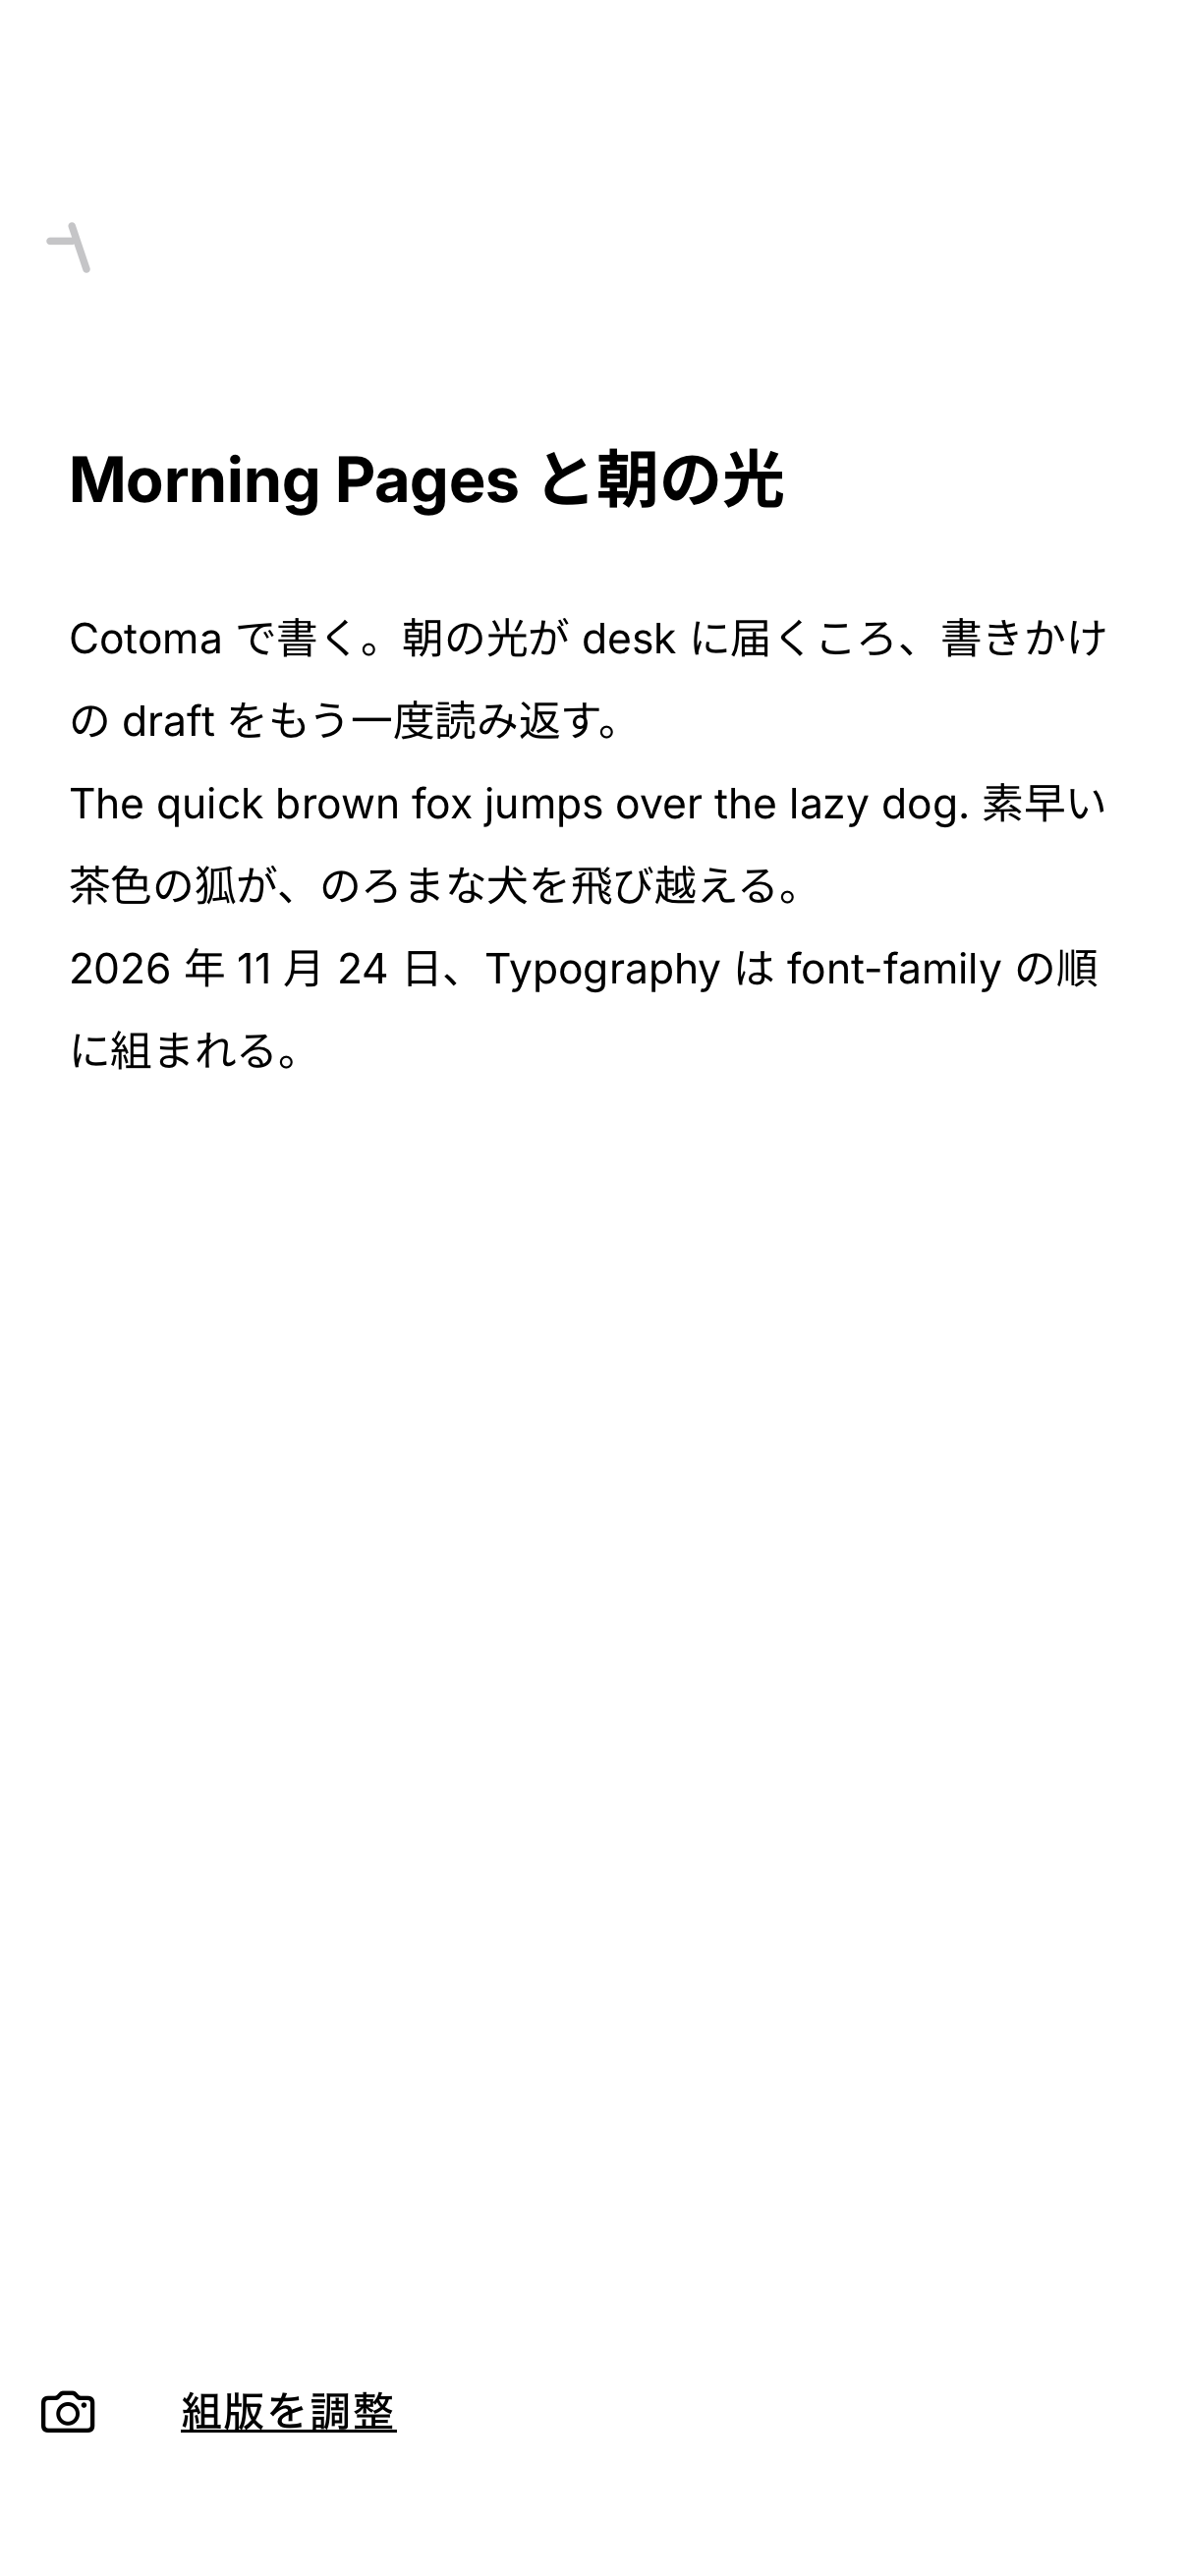 Morning Pages と朝の光
Cotoma で書く。朝の光が desk に届くころ、書きかけ
の draft をもう一度読み返す。
The quick brown fox jumps over the lazy dog. 素早い
茶色の狐が、のろまな犬を飛び越える。
2026 年 11 月 24 日、Typography は font-family の順
に組まれる。
組版を調整